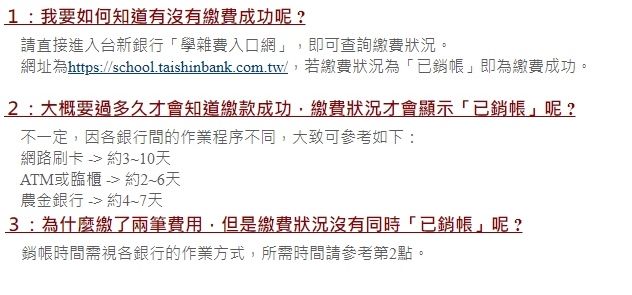 １：我要如何知道有沒有繳費成功呢？
請直接進入台新銀行「學雜費入口網」，即可查詢繳費狀況。
網址為https://school.taishinbank.com.tw/，若繳費狀況為「已銷帳」即為繳費成功。
２：大概要過多久才會知道繳款成功，繳費狀況才會顯示「已銷帳」呢？
不一定，因各銀行間的作業程序不同，大致可參考如下：
網路刷卡 -> 約3~10天
ATM或臨櫃 -> 約2~6天
農金銀行 -> 約4~7天
３：為什麼繳了兩筆費用，但是繳費狀況沒有同時「已銷帳」呢？
銷帳時間需視各銀行的作業方式，所需時間請參考第2點。